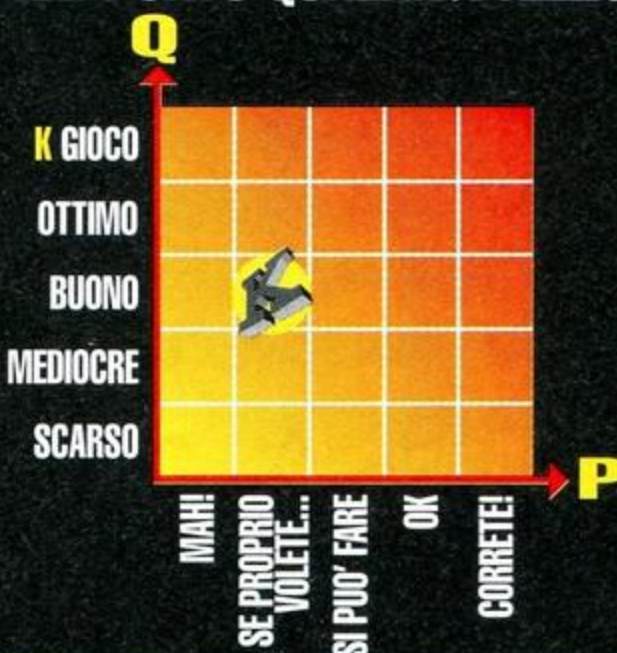 Q
K GIOCO
OTTIMO
BUONO
MEDIOCRE
SCARSO
P
MAH!
SE PROPRIO
VOLETE...
SI PUO' FARE
OK
CORRETE!
K